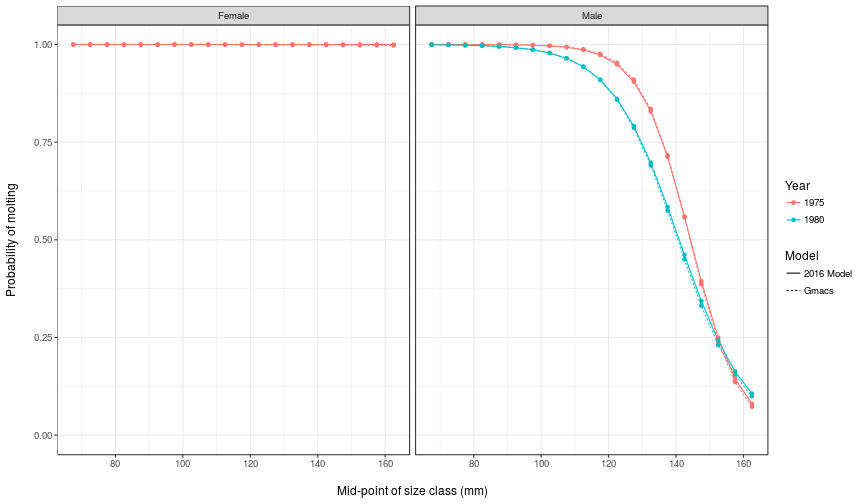 Female
Male
Probability of molting
1.00
0.75
0.50
0.25
0.00
80
100
120
140
160
80
100
120
140
160
Mid-point of size class (mm)
Year
1975
1980
Model
2016 Model
Gmacs